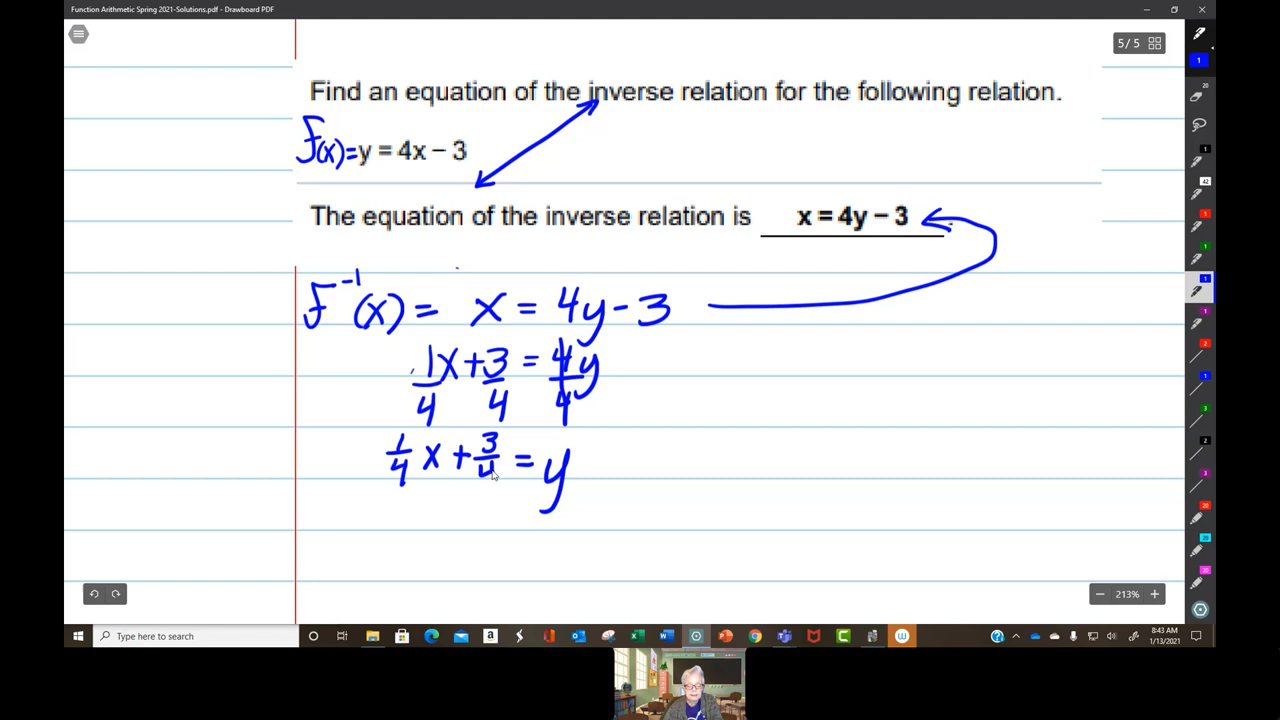 Function Arithmetic Spring 2021-Solutions.pdf - Drawboard PDF
5/5
Find an equation of the inverse relation for the following relation.
f(x)= y = 4x − 3
The equation of the inverse relation is x = 4y − 3 .
f⁻¹(x) = x = 4y - 3
1x/4 + 3/4 = 4y/4
1/4 x + 3/4 = y
213%
Type here to search
8:43 AM
1/13/2021